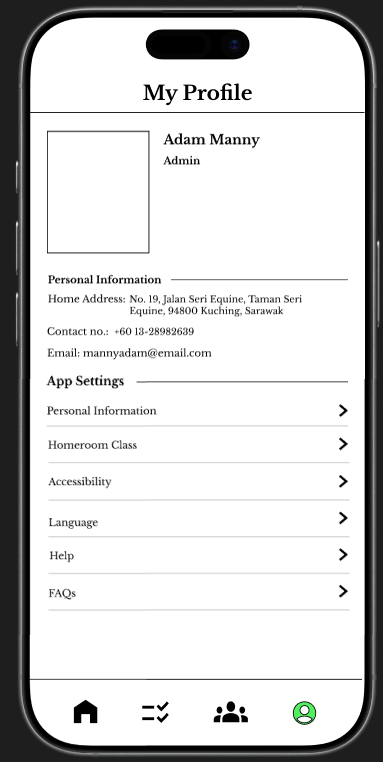 My Profile
Adam Manny
Admin
Personal Information
Home Address: No. 19, Jalan Seri Equine, Taman Seri
Equine, 94800 Kuching, Sarawak
Contact no.: +60 13-28982639
Email: mannyadam@email.com
App Settings
Personal Information
Homeroom Class
Accessibility
Language
Help
FAQs